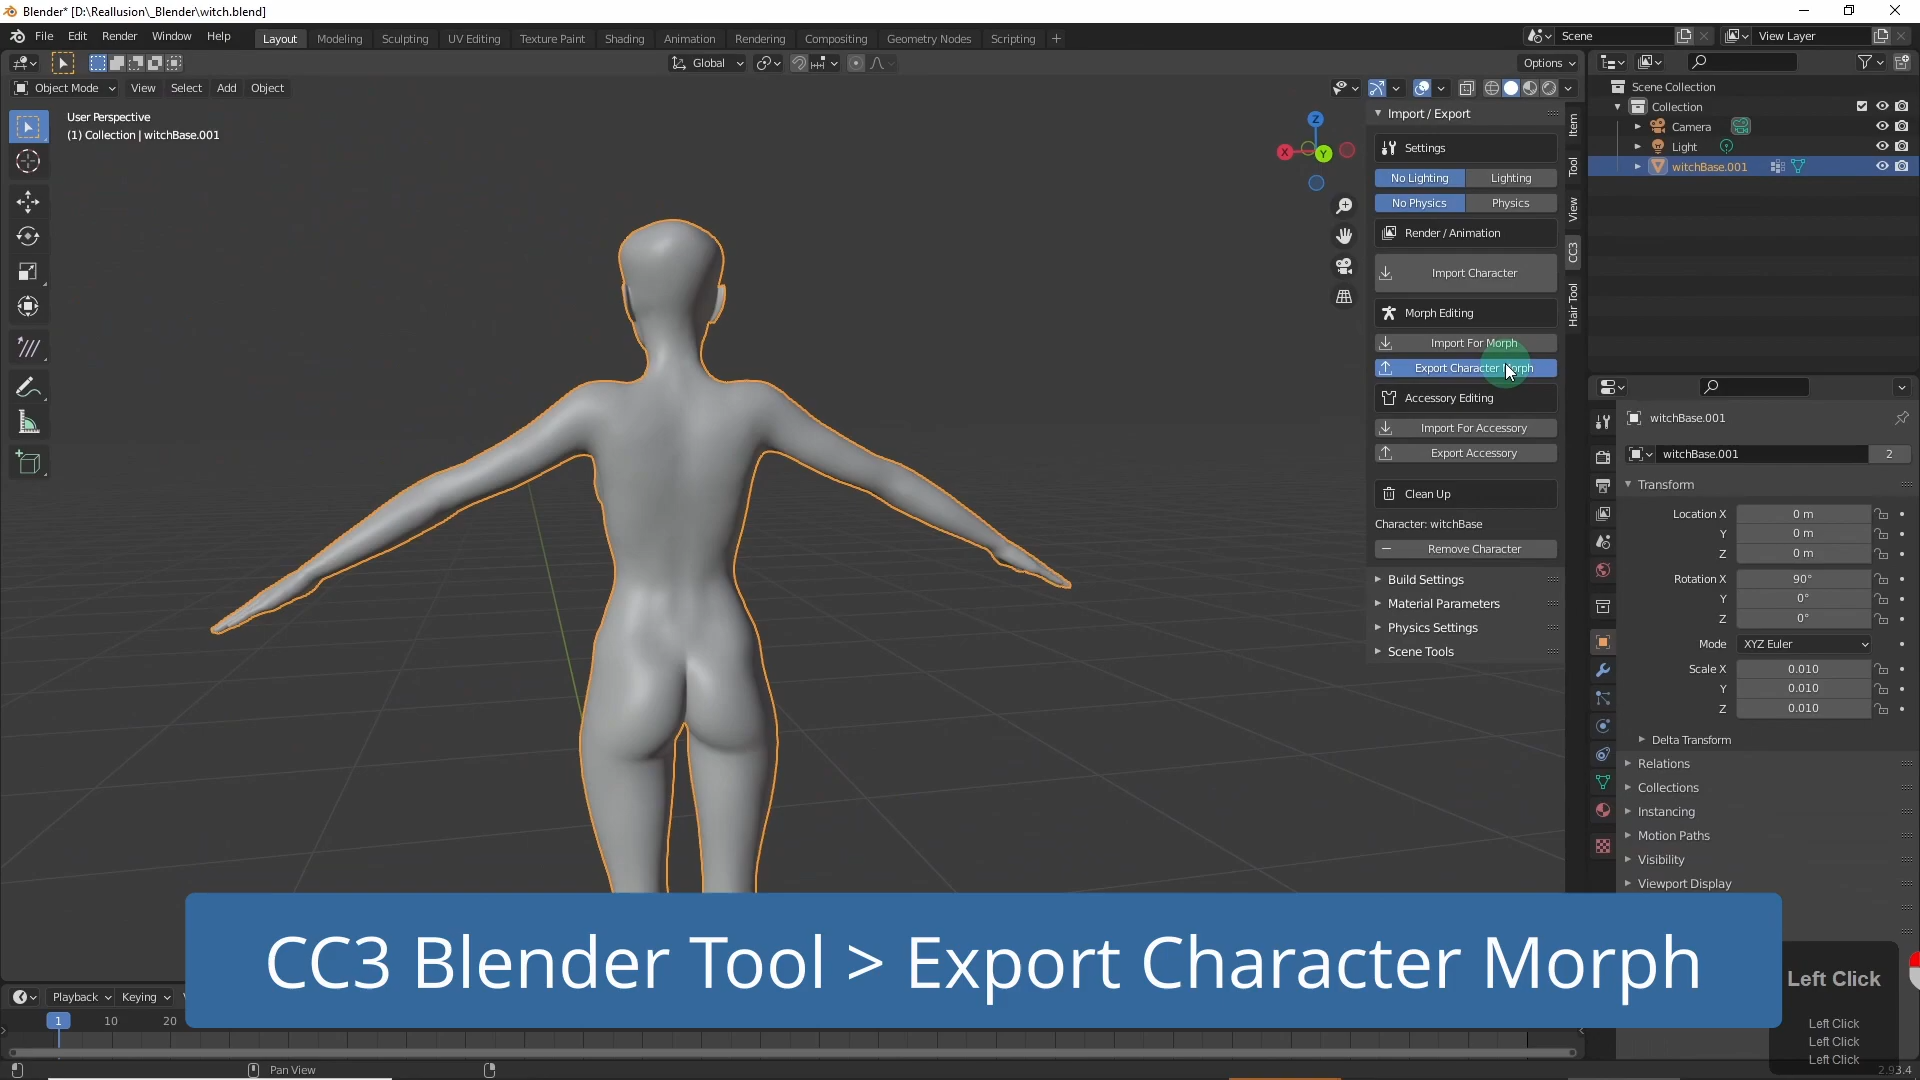 Blender* [D:\Reallusion\_Blender\witch.blend]
File Edit Render Window Help Layout Modeling Sculpting UV Editing Texture Paint Shading Animation Rendering Compositing Geometry Nodes Scripting + Scene View Layer
Global Options
Object Mode View Select Add Object
User Perspective
(1) Collection | witchBase.001
Z
X
Y
Import / Export
Settings
No Lighting Lighting
No Physics Physics
Render / Animation
Import Character
Morph Editing
Import For Morph
Export Character Morph
Accessory Editing
Import For Accessory
Export Accessory
Clean Up
Character: witchBase
Remove Character
Build Settings
Material Parameters
Physics Settings
Scene Tools
Item
Tool
View
CC3
Hair Tool
Scene Collection
Collection
Camera
Light
witchBase.001
witchBase.001
witchBase.001 2
Transform
Location X 0 m
Y 0 m
Z 0 m
Rotation X 90°
Y 0°
Z 0°
Mode XYZ Euler
Scale X 0.010
Y 0.010
Z 0.010
Delta Transform
Relations
Collections
Instancing
Motion Paths
Visibility
Viewport Display
CC3 Blender Tool > Export Character Morph
Left Click
Left Click
Left Click
Left Click
Playback Keying
1 10 20
Pan View
2.93.4